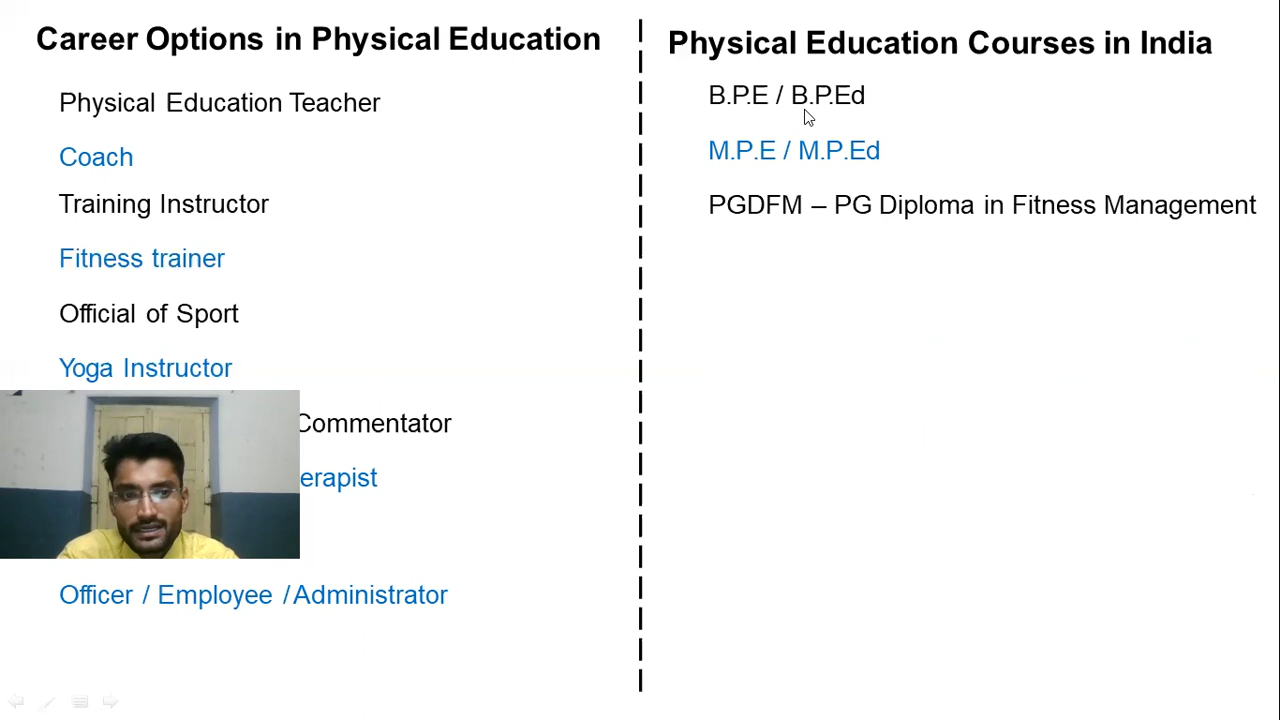 Career Options in Physical Education
Physical Education Teacher
Coach
Training Instructor
Fitness trainer
Official of Sport
Yoga Instructor
Commentator
erapist
Officer / Employee / Administrator
Physical Education Courses in India
B.P.E / B.P.Ed
M.P.E / M.P.Ed
PGDFM – PG Diploma in Fitness Management